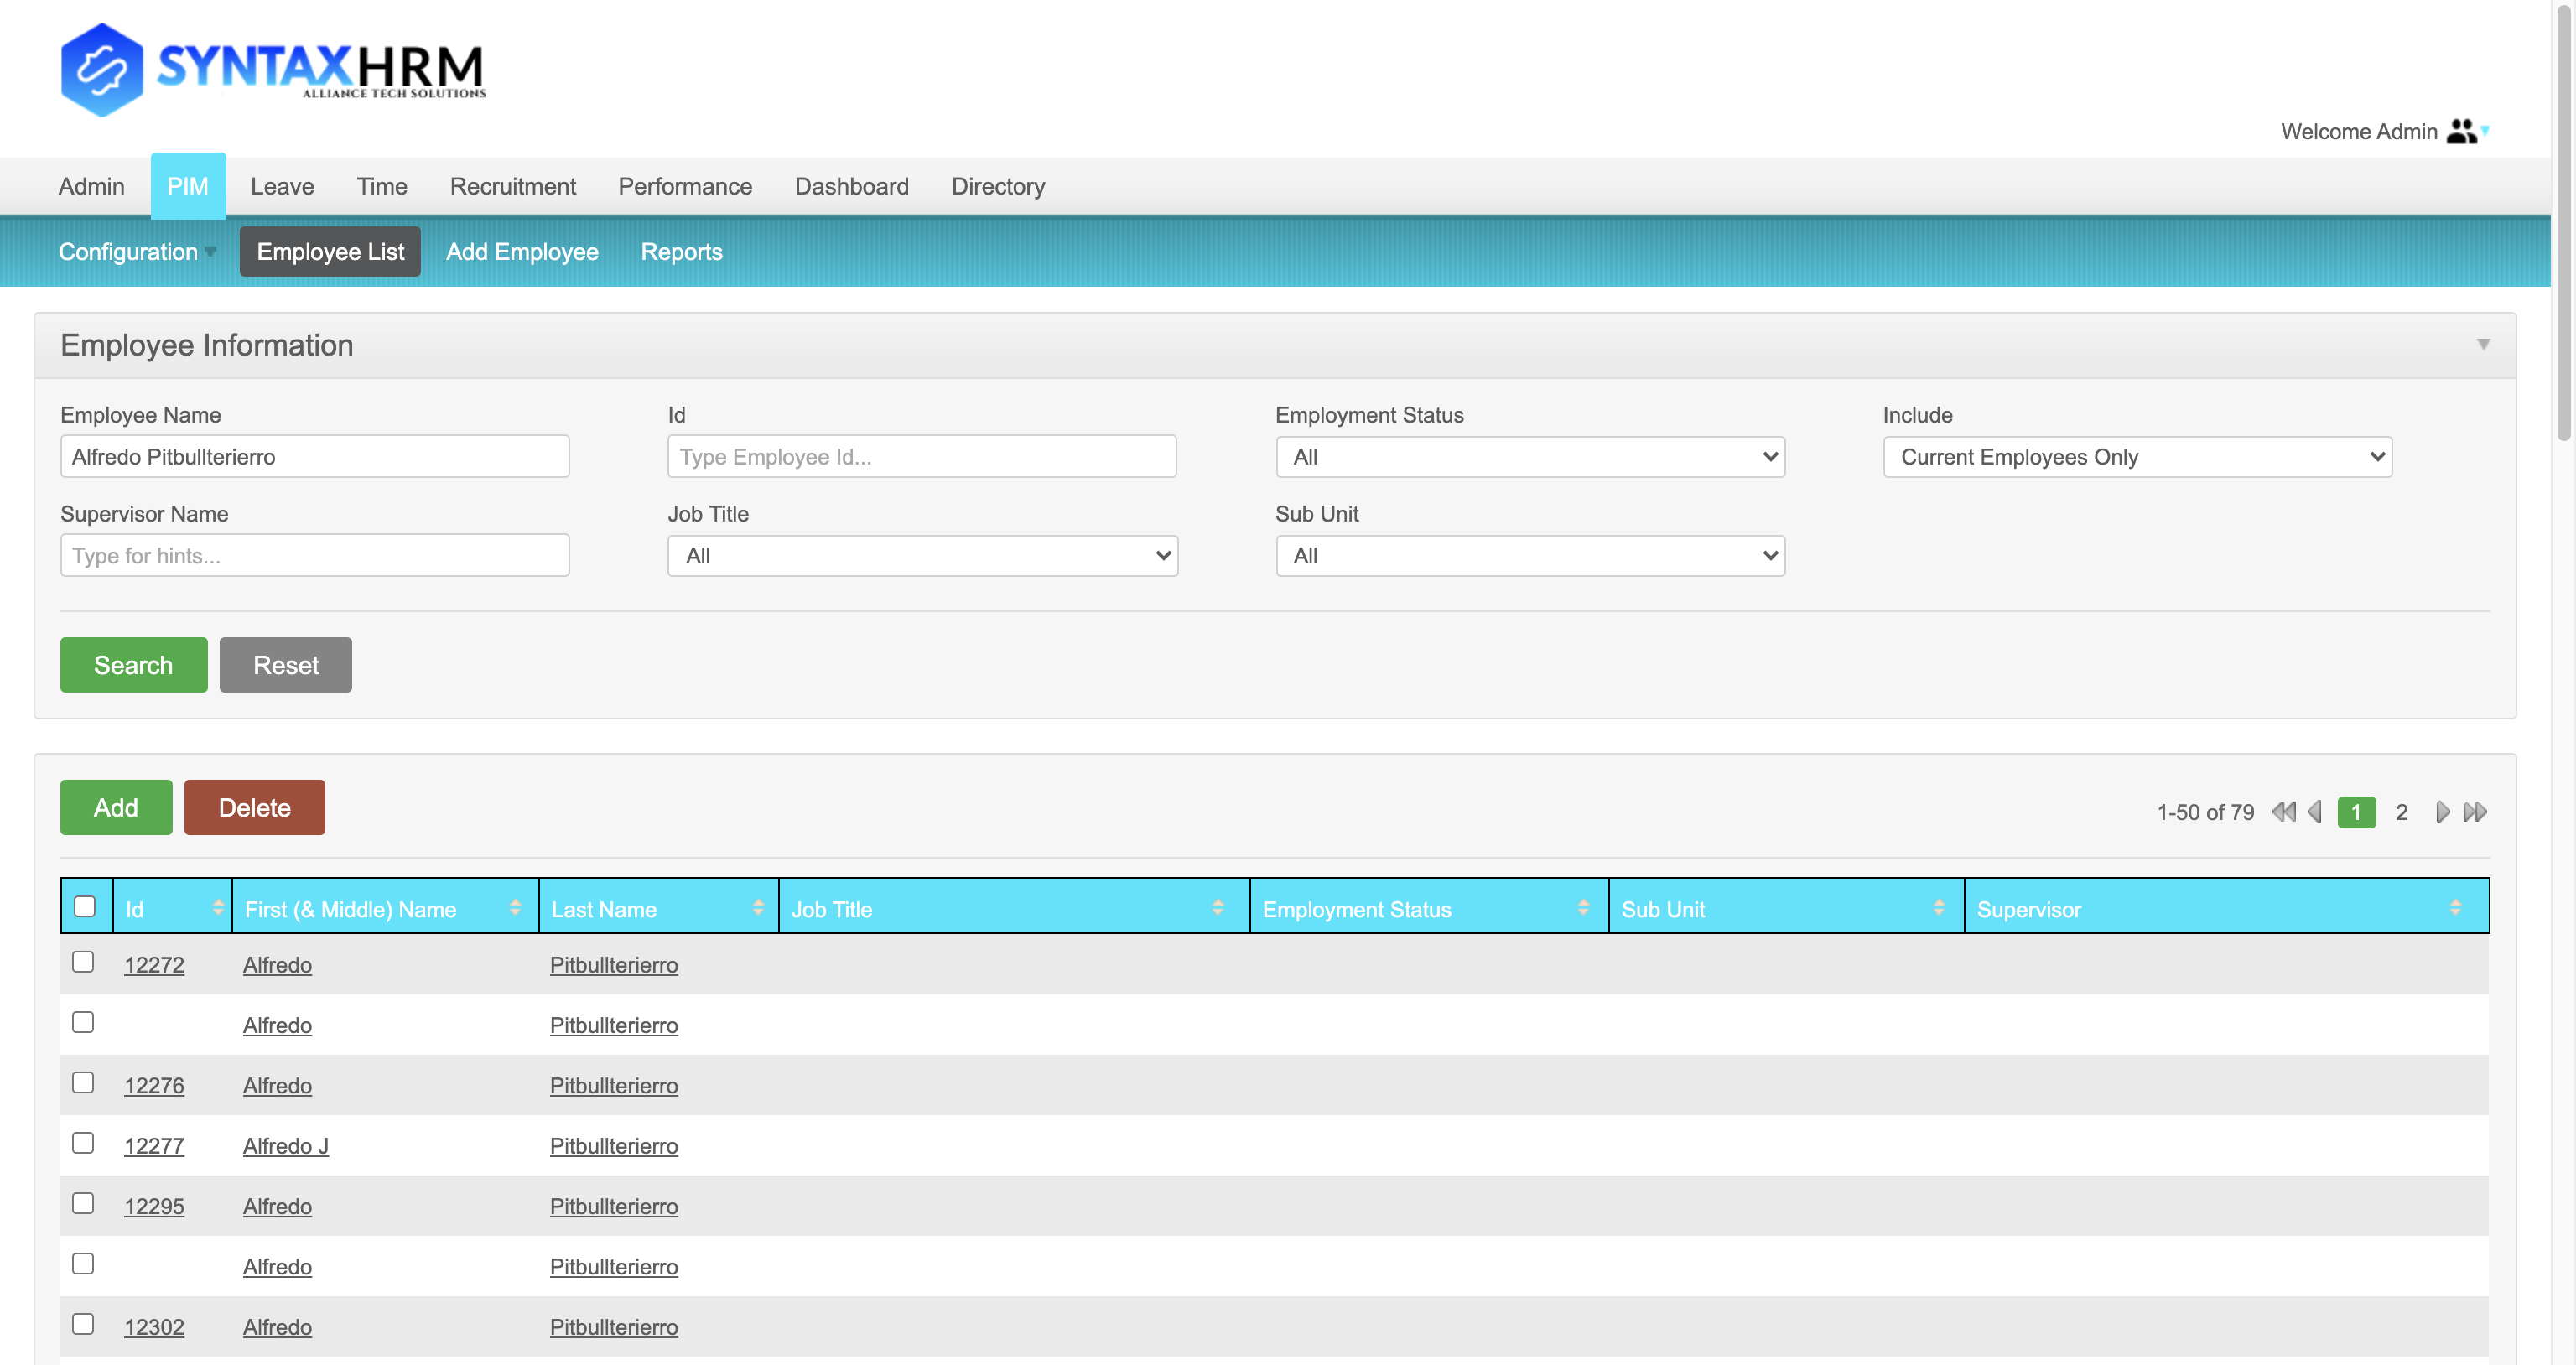 SYNTAXHRM
ALLIANCE TECH SOLUTIONS
Welcome Admin
Admin PIM Leave Time Recruitment Performance Dashboard Directory
Configuration Employee List Add Employee Reports
Employee Information
Employee Name Id Employment Status Include
Alfredo Pitbullterierro Type Employee Id... All Current Employees Only
Supervisor Name Job Title Sub Unit
Type for hints... All All
Search Reset
Add Delete 1-50 of 79 1 2
Id First (& Middle) Name Last Name Job Title Employment Status Sub Unit Supervisor
12272 Alfredo Pitbullterierro
Alfredo Pitbullterierro
12276 Alfredo Pitbullterierro
12277 Alfredo J Pitbullterierro
12295 Alfredo Pitbullterierro
Alfredo Pitbullterierro
12302 Alfredo Pitbullterierro